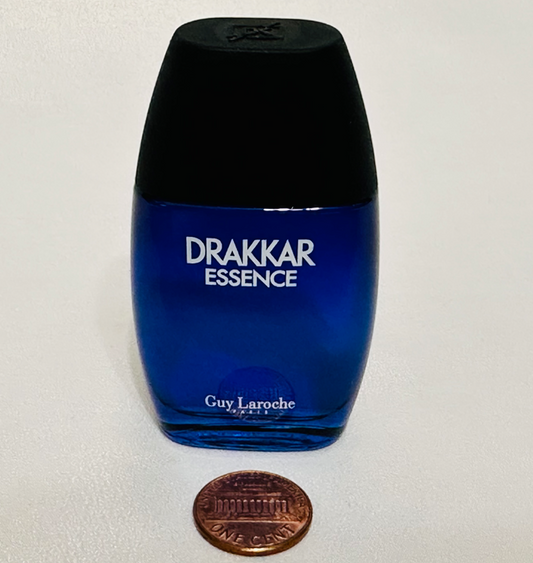 DRAKKAR
ESSENCE
Guy Laroche
PARIS
ONE CENT